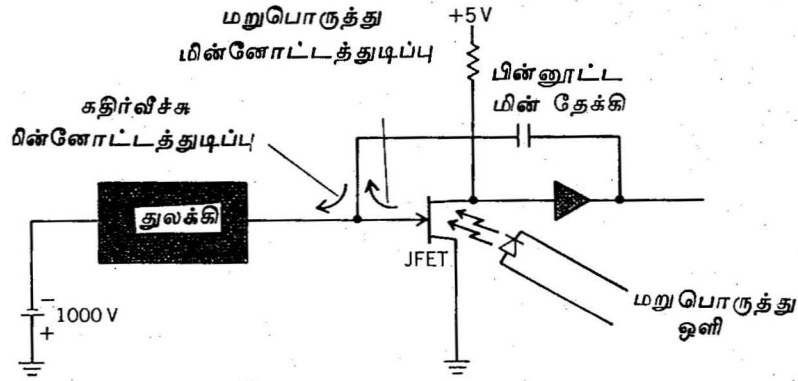 மறுபொருத்து
மின்னோட்டத்துடிப்பு
+5V
பின்னூட்ட
மின் தேக்கி
கதிர்வீச்சு
மின்னோட்டத்துடிப்பு
துலக்கி
JFET
1000 V
மறுபொருத்து
ஒளி